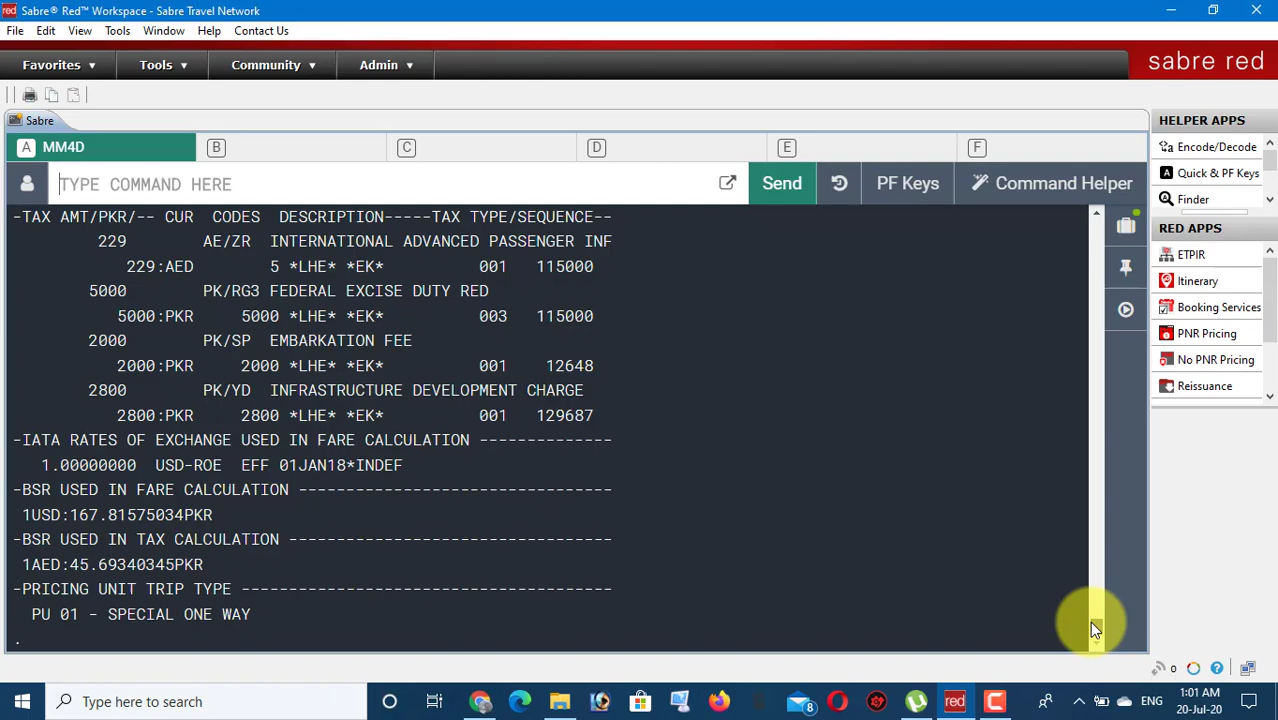 red Sabre® Red™ Workspace - Sabre Travel Network
File Edit View Tools Window Help Contact Us
Favorites Tools Community Admin sabre red
Sabre
A MM4D B C D E F
TYPE COMMAND HERE Send PF Keys Command Helper
-TAX AMT/PKR/-- CUR CODES DESCRIPTION-----TAX TYPE/SEQUENCE--
229 AE/ZR INTERNATIONAL ADVANCED PASSENGER INF
229:AED 5 *LHE* *EK* 001 115000
5000 PK/RG3 FEDERAL EXCISE DUTY RED
5000:PKR 5000 *LHE* *EK* 003 115000
2000 PK/SP EMBARKATION FEE
2000:PKR 2000 *LHE* *EK* 001 12648
2800 PK/YD INFRASTRUCTURE DEVELOPMENT CHARGE
2800:PKR 2800 *LHE* *EK* 001 129687
-IATA RATES OF EXCHANGE USED IN FARE CALCULATION --------------
1.00000000 USD-ROE EFF 01JAN18*INDEF
-BSR USED IN FARE CALCULATION ----------------------------------
1USD:167.81575034PKR
-BSR USED IN TAX CALCULATION ----------------------------------
1AED:45.69340345PKR
-PRICING UNIT TRIP TYPE ---------------------------------------
PU 01 - SPECIAL ONE WAY
.
HELPER APPS
Encode/Decode
A Quick & PF Keys
Finder
RED APPS
ETPIR
Itinerary
Booking Services
PNR Pricing
No PNR Pricing
Reissuance
0 ?
Type here to search 8 red ENG 1:01 AM
20-Jul-20